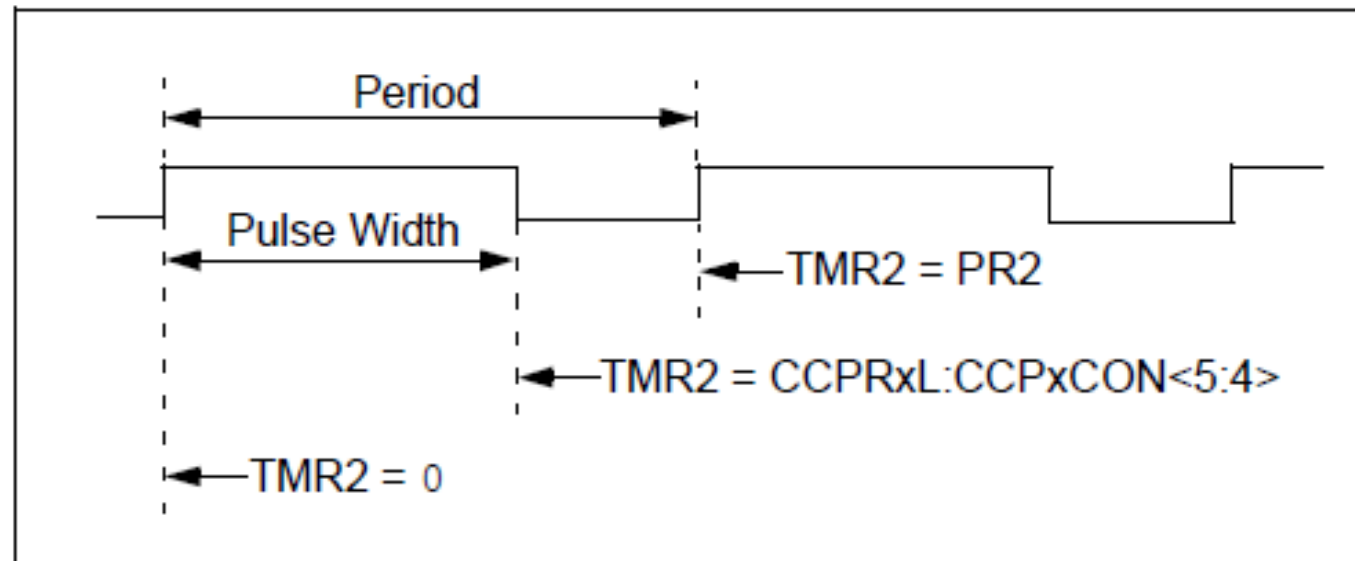 Period
Pulse Width
TMR2 = PR2
TMR2 = CCPRxL:CCPxCON<5:4>
TMR2 = 0